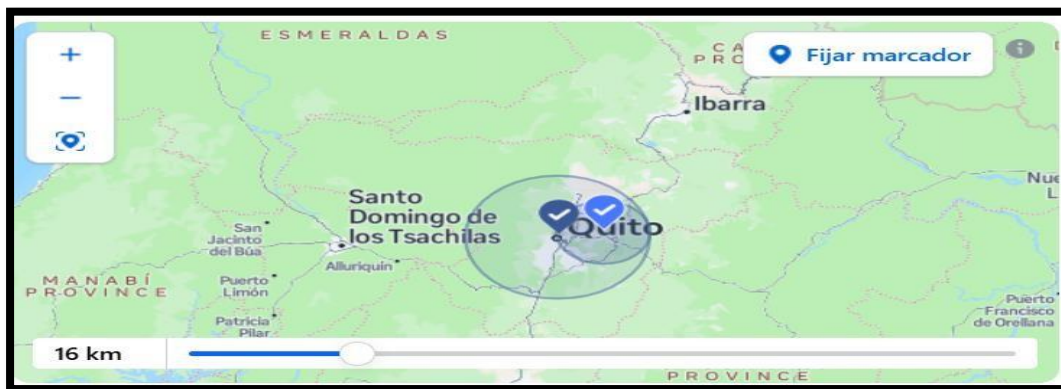 +
−
ESMERALDAS
Fijar marcador
Ibarra
Santo
Domingo de
los Tsachilas
Quito
San
Jacinto
del Búa
Alluriquín
MANABÍ
PROVINCE
Puerto
Limón
Patricia
Pilar
Puerto
Francisco
de Orellana
16 km
PROVINCE